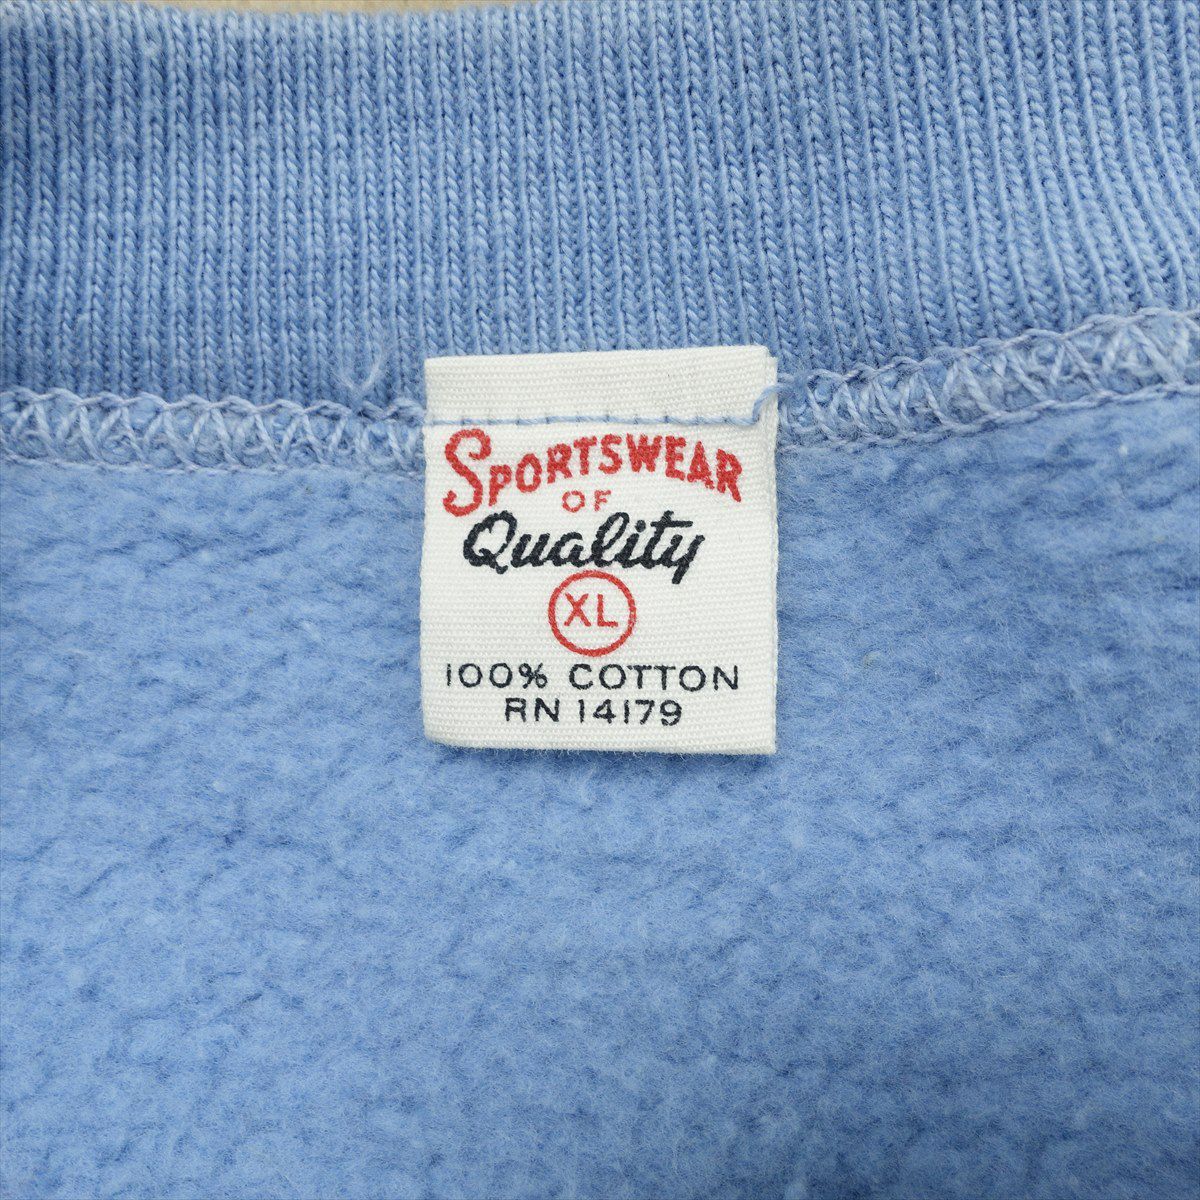 SPORTSWEAR
OF
Quality
XL
100% COTTON
RN 14179